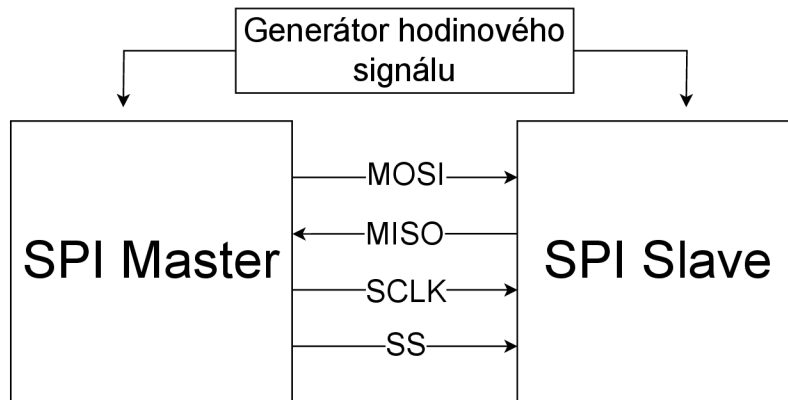 Generátor hodinového
signálu
SPI Master
MOSI
MISO
SCLK
SS
SPI Slave